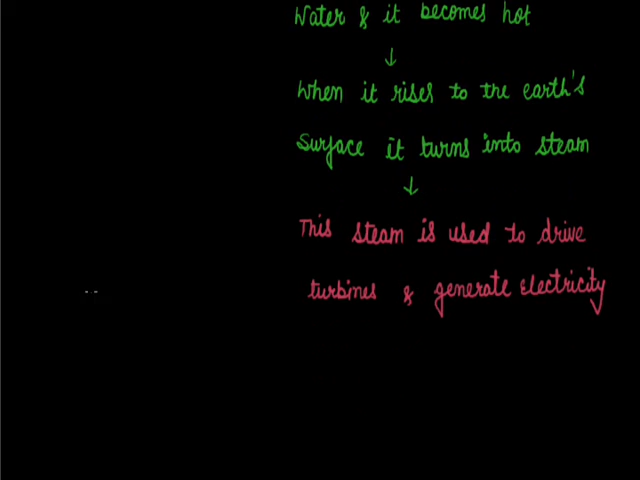 Water & it becomes hot
↓
When it rises to the earth's
Surface it turns into steam
↓
This steam is used to drive
turbines & generate electricity